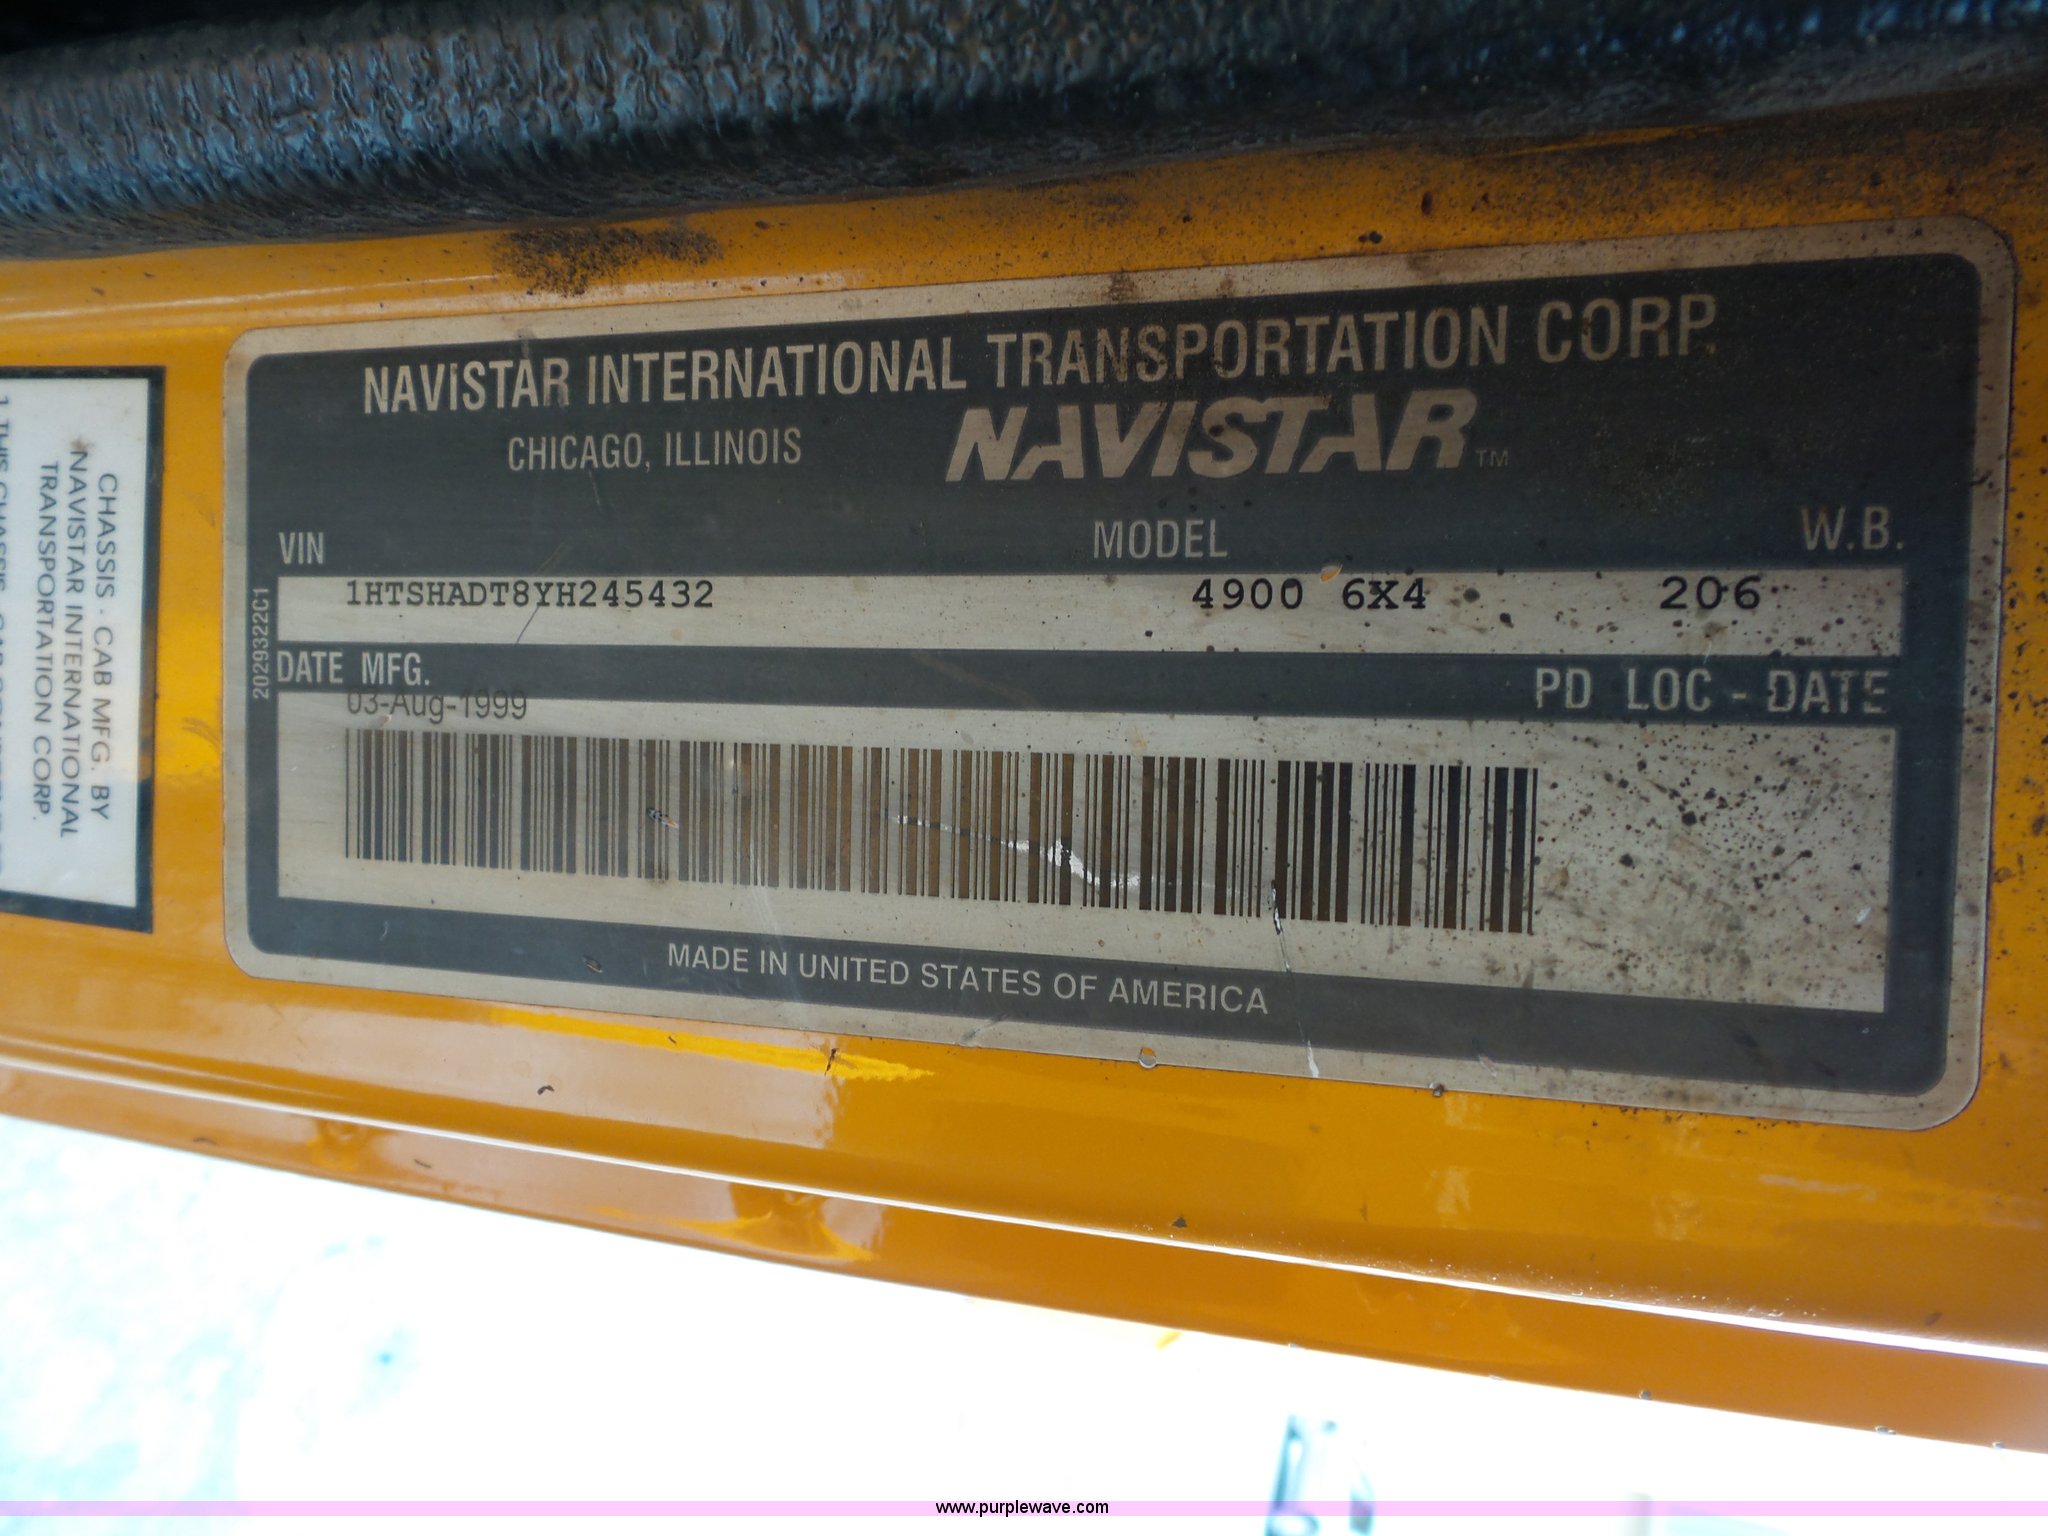 NAVISTAR INTERNATIONAL TRANSPORTATION CORP.
CHICAGO, ILLINOIS
NAVISTAR™
VIN MODEL W.B.
1HTSHADT8YH245432 4900 6X4 206
2029322C1
DATE MFG. PD LOC - DATE
03-Aug-1999
MADE IN UNITED STATES OF AMERICA
CHASSIS - CAB MFG. BY
NAVISTAR INTERNATIONAL
TRANSPORTATION CORP.
www.purplewave.com